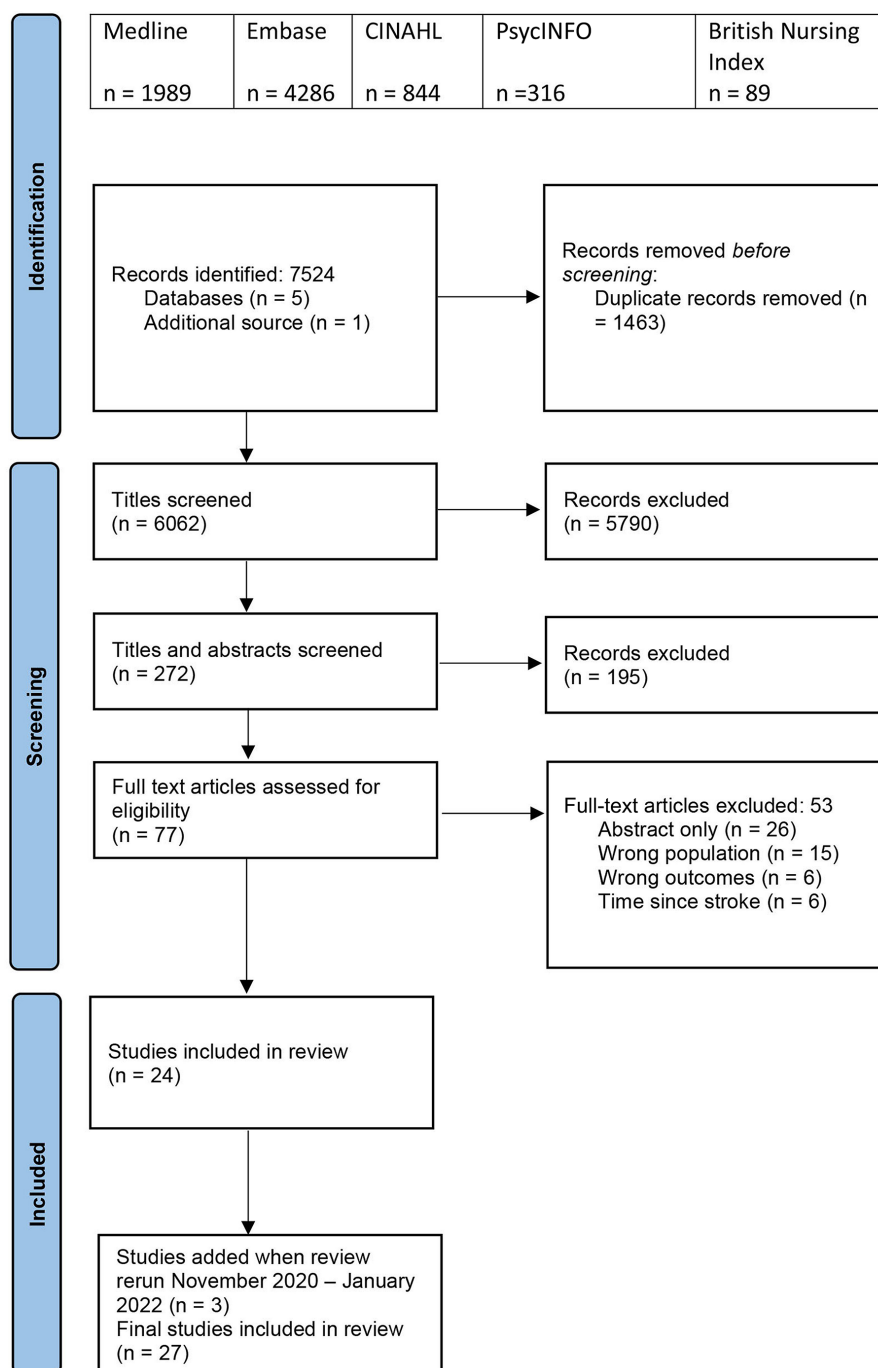 Medline
n = 1989
Embase
n = 4286
CINAHL
n = 844
PsycINFO
n =316
British Nursing
Index
n = 89
Identification
Records identified: 7524
Databases (n = 5)
Additional source (n = 1)
Records removed before
screening:
Duplicate records removed (n
= 1463)
Screening
Titles screened
(n = 6062)
Records excluded
(n = 5790)
Titles and abstracts screened
(n = 272)
Records excluded
(n = 195)
Full text articles assessed for
eligibility
(n = 77)
Full-text articles excluded: 53
Abstract only (n = 26)
Wrong population (n = 15)
Wrong outcomes (n = 6)
Time since stroke (n = 6)
Included
Studies included in review
(n = 24)
Studies added when review
rerun November 2020 – January
2022 (n = 3)
Final studies included in review
(n = 27)